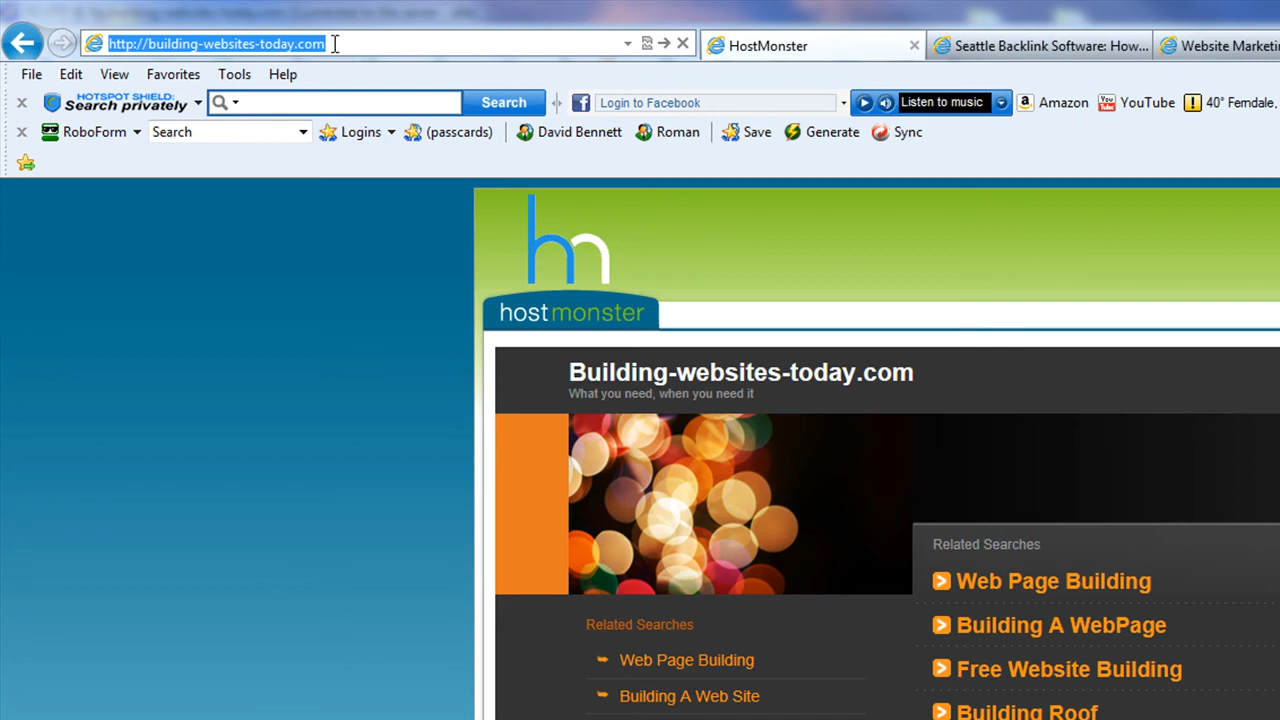 http://building-websites-today.com
HostMonster
Seattle Backlink Software: How...
Website Marketi
File Edit View Favorites Tools Help
HOTSPOT SHIELD:
Search privately
Search
Login to Facebook
Listen to music
Amazon
YouTube
40° Ferndale,
RoboForm
Search
Logins
(passcards)
David Bennett
Roman
Save
Generate
Sync
hm
hostmonster
Building-websites-today.com
What you need, when you need it
Related Searches
Web Page Building
Building A WebPage
Free Website Building
Building Roof
Related Searches
Web Page Building
Building A Web Site